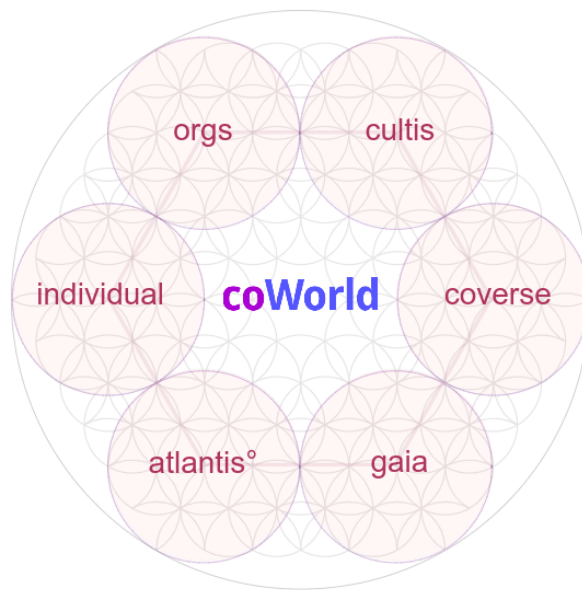 orgs
cultis
individual
coWorld
coverse
atlantis°
gaia